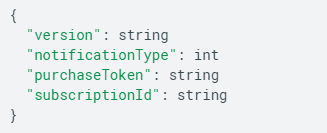 {
"version": string
"notificationType": int
"purchaseToken": string
"subscriptionId": string
}